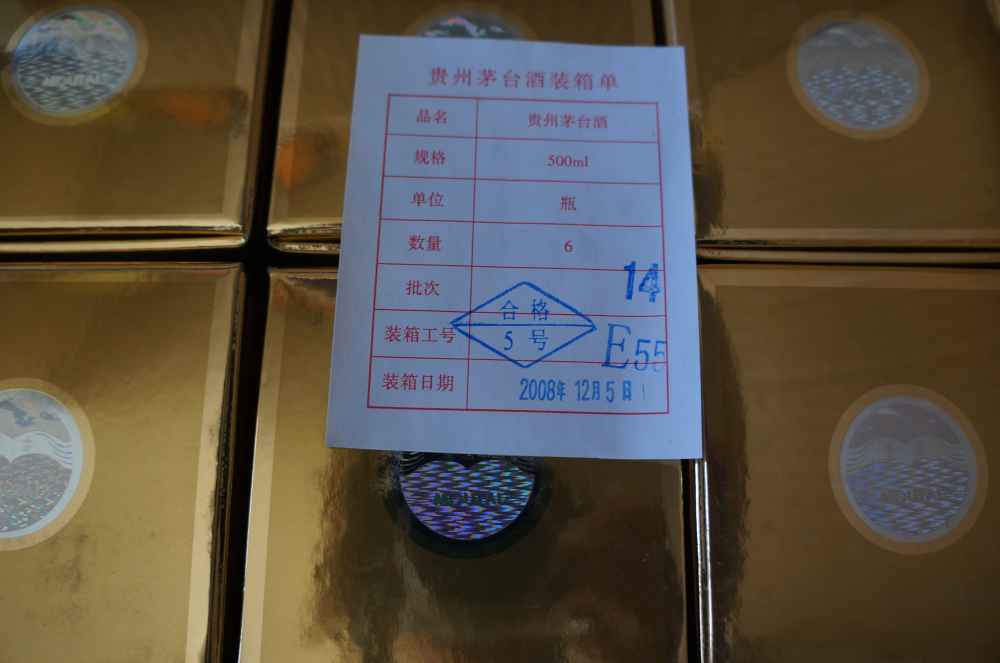 贵州茅台酒装箱单
品名 贵州茅台酒
规格 500ml
单位 瓶
数量 6
批次 14
合格
装箱工号 5号 E55
装箱日期 2008年12月5日